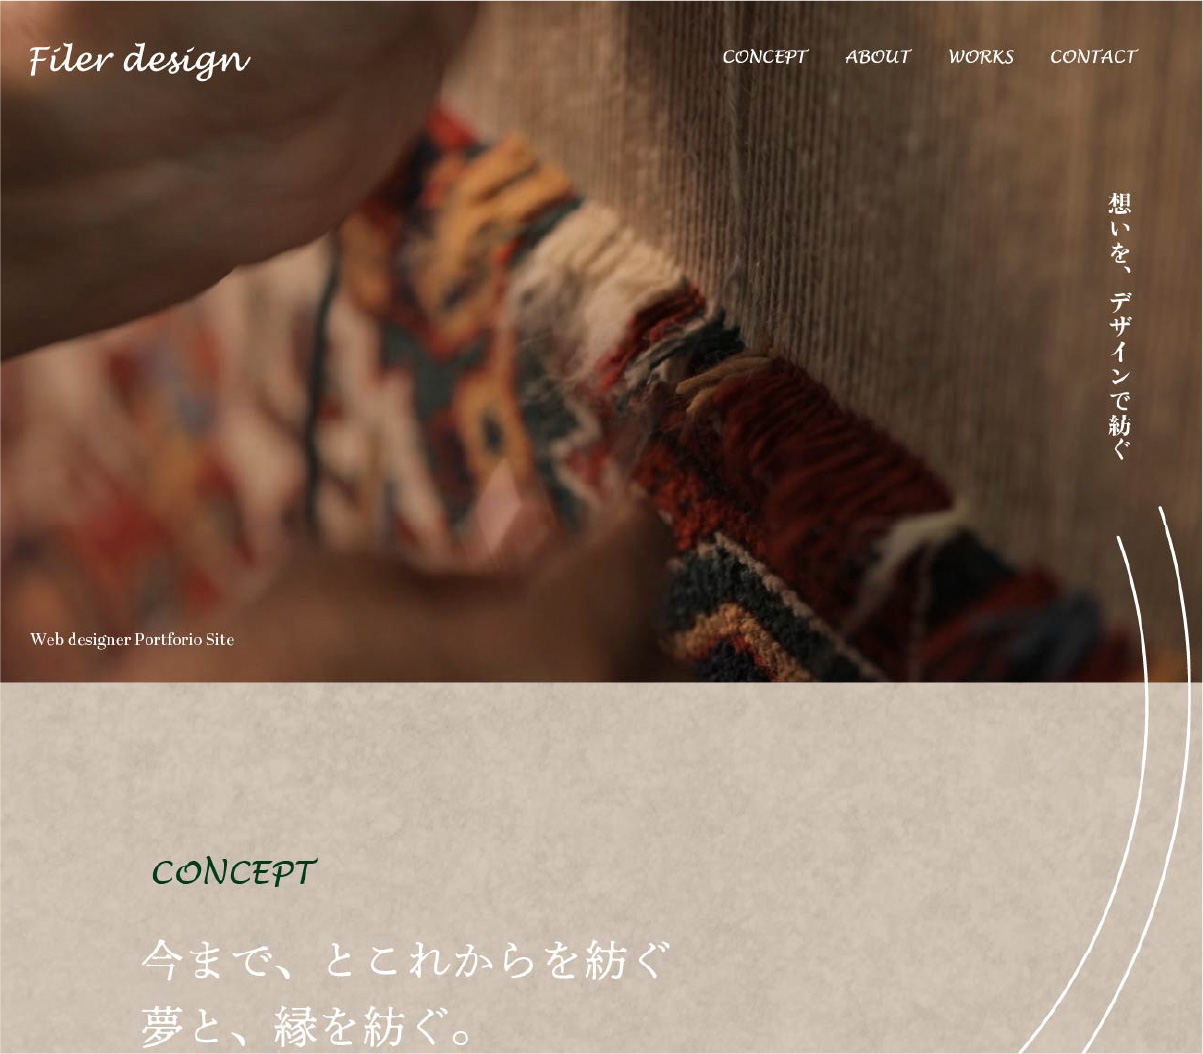 Filer design
CONCEPT ABOUT WORKS CONTACT
想いを、デザインで紡ぐ
Web designer Portforio Site
CONCEPT
今まで、とこれからを紡ぐ
夢と、縁を紡ぐ。